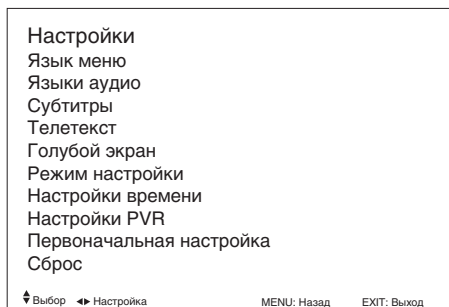 Настройки
Язык меню
Языки аудио
Субтитры
Телетекст
Голубой экран
Режим настройки
Настройки времени
Настройки PVR
Первоначальная настройка
Сброс
Выбор Настройка MENU: Назад EXIT: Выход